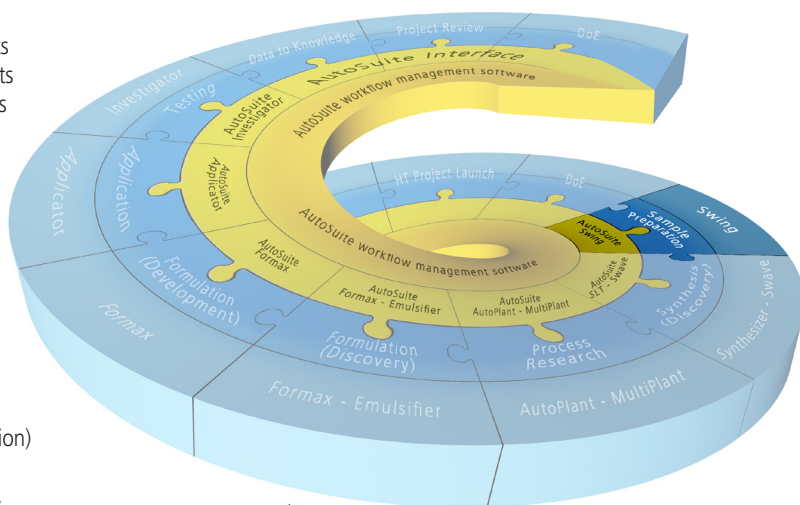 ts
ts
s
Project Review
DoE
Data to Knowledge
Investigator
Testing
AutoSuite Interface
AutoSuite workflow management software
AutoSuite
Investigator
Applicator
Application
AutoSuite
Applicator
HT Project Launch
DoE
Swing
Sample
Preparation
AutoSuite
Swing
AutoSuite workflow management software
AutoSuite
Formax
AutoSuite
Formax - Emulsifier
AutoSuite
AutoPlant - MultiPlant
AutoSuite
SLT - Swave
Synthesis
(Discovery)
Synthesizer - Swave
Formulation
(Development)
Formulation
(Discovery)
Process
Research
Formax
Formax - Emulsifier
AutoPlant - MultiPlant
ion)